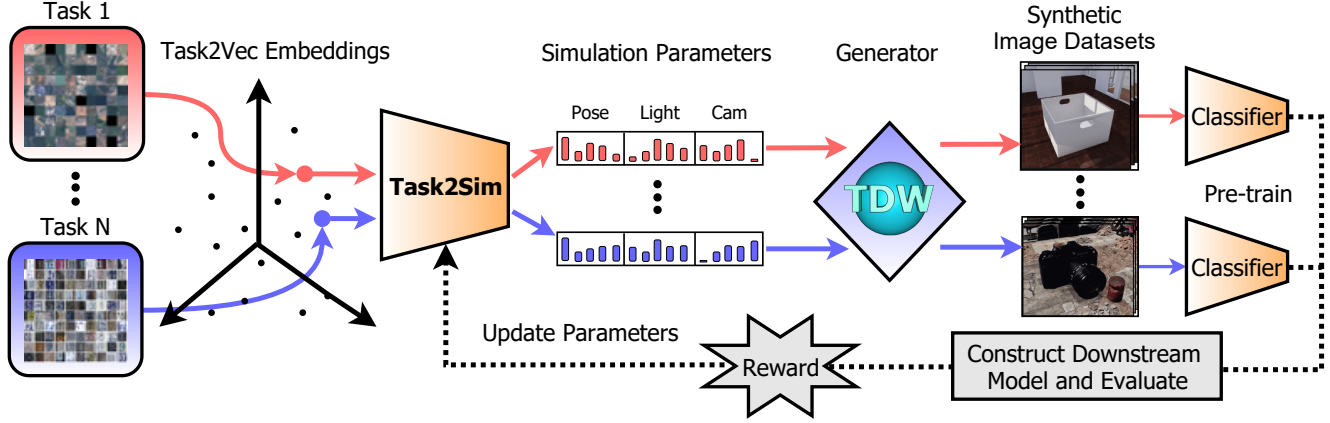 Task 1
Task N
Task2Vec Embeddings
Task2Sim
Simulation Parameters
Pose Light Cam
Generator
TDW
Synthetic
Image Datasets
Classifier
Pre-train
Classifier
Update Parameters
Reward
Construct Downstream
Model and Evaluate